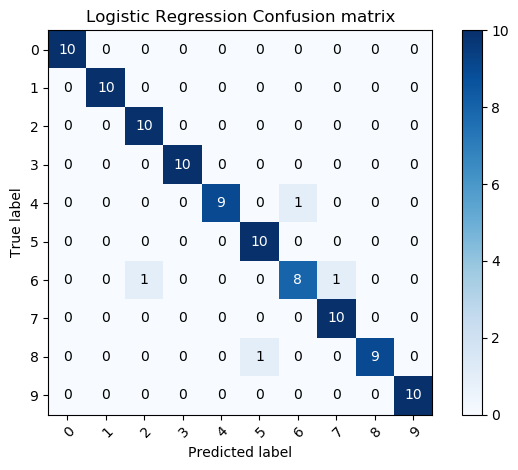 Logistic Regression Confusion matrix
0 10 0 0 0 0 0 0 0 0 0
1 0 10 0 0 0 0 0 0 0 0
2 0 0 10 0 0 0 0 0 0 0
3 0 0 0 10 0 0 0 0 0 0
4 0 0 0 0 9 0 1 0 0 0
5 0 0 0 0 0 10 0 0 0 0
6 0 0 1 0 0 0 8 1 0 0
7 0 0 0 0 0 0 0 10 0 0
8 0 0 0 0 0 1 0 0 9 0
9 0 0 0 0 0 0 0 0 0 10
0 1 2 3 4 5 6 7 8 9
Predicted label
True label
10
8
6
4
2
0